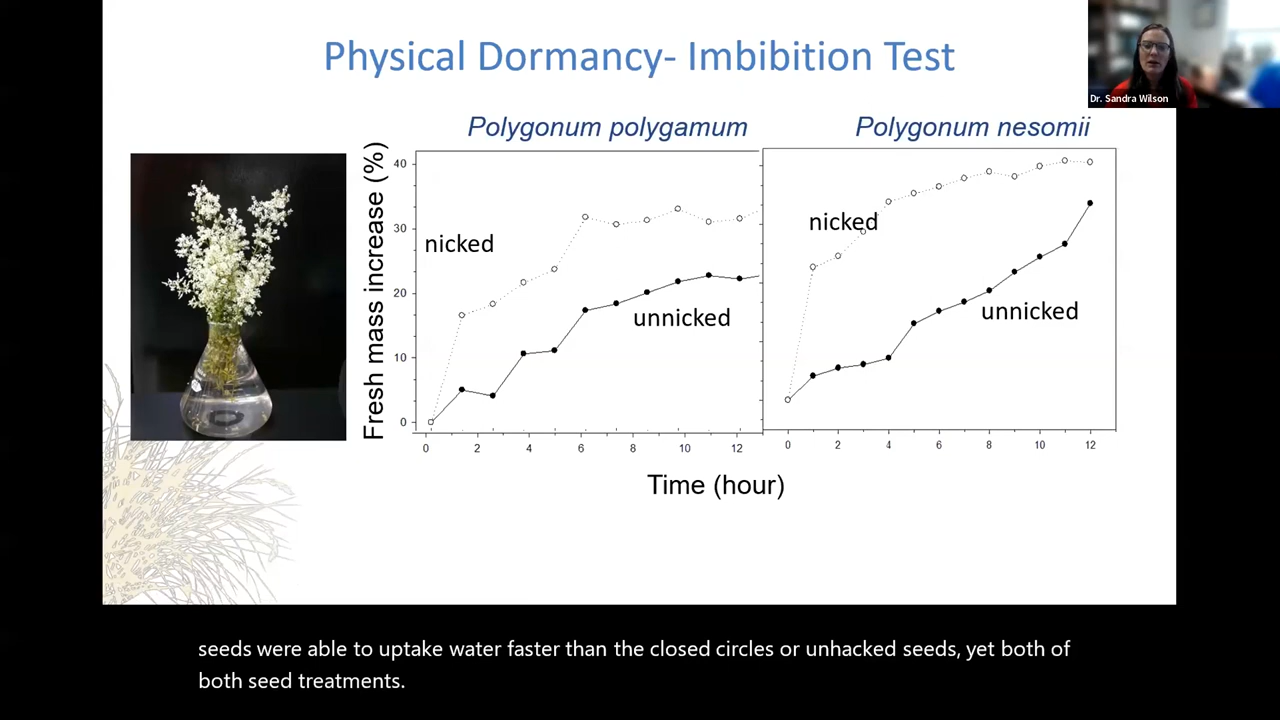 Physical Dormancy- Imbibition Test
Dr. Sandra Wilson
Polygonum polygamum
Polygonum nesomii
Fresh mass increase (%)
40
30
20
10
0
nicked
unnicked
0 2 4 6 8 10 12
nicked
unnicked
0 2 4 6 8 10 12
Time (hour)
seeds were able to uptake water faster than the closed circles or unhacked seeds, yet both of
both seed treatments.